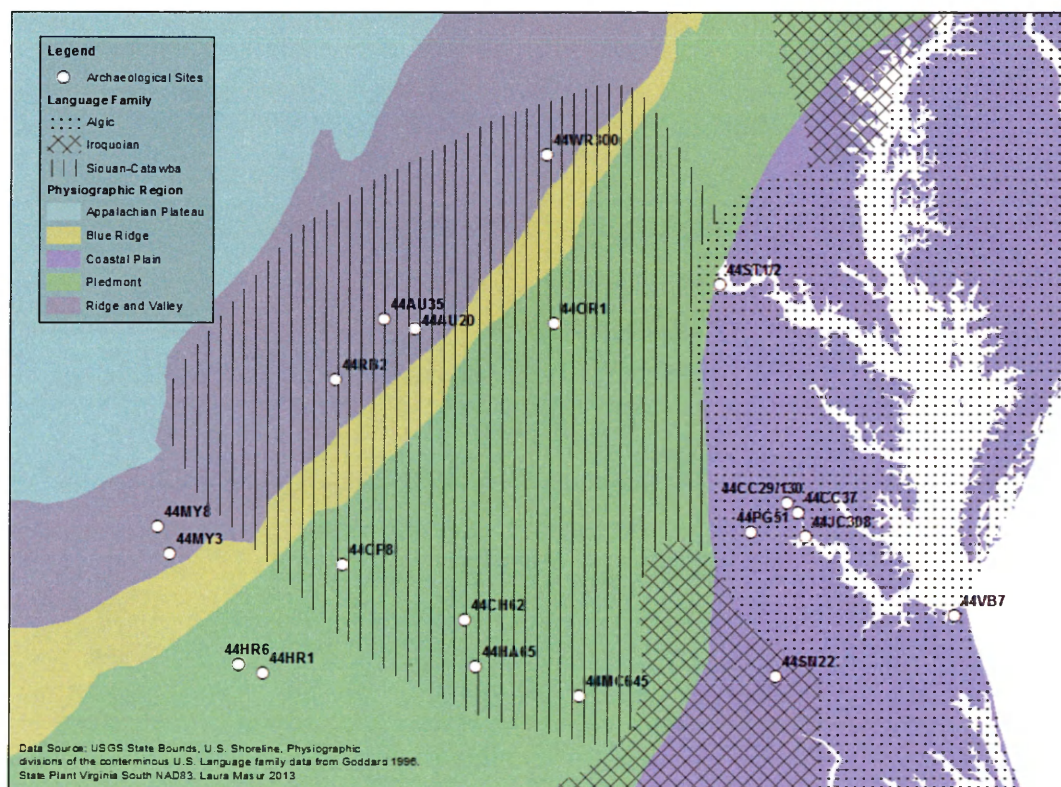 Legend
Archaeological Sites
Language Family
Algic
Iroquoian
Siouan-Catawba
Physiographic Region
Appalachian Plateau
Blue Ridge
Coastal Plain
Piedmont
Ridge and Valley
44WR300
44ST1/2
44AU35
44OR1
44AU20
44RB2
44CC29/130
44CC37
44MY8
44PG51
44JC308
44MY3
44CF8
44CH62
44VB7
44HR6
44HR1
44HA65
44SN22
44MC645
Data Source: USGS State Bounds, U.S. Shoreline, Physiographic
divisions of the conterminous U.S. Language family data from Goddard 1996.
State Plant Virginia South NAD83. Laura Masur 2013